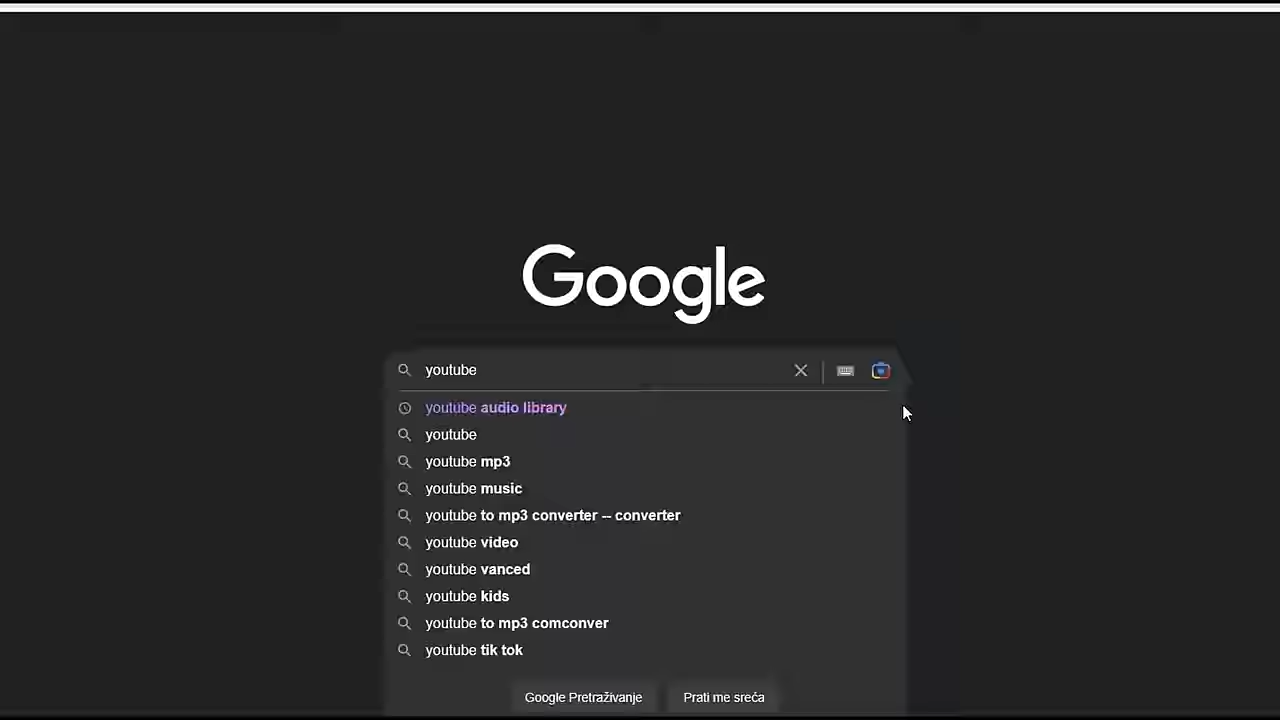 Google
youtube
youtube audio library
youtube
youtube mp3
youtube music
youtube to mp3 converter -- converter
youtube video
youtube vanced
youtube kids
youtube to mp3 comconver
youtube tik tok
Google Pretraživanje
Prati me sreća